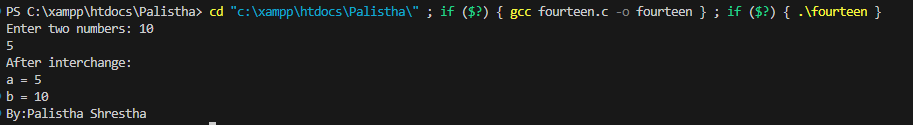 PS C:\xampp\htdocs\Palistha> cd "c:\xampp\htdocs\Palistha\" ; if ($?) { gcc fourteen.c -o fourteen } ; if ($?) { .\fourteen }
Enter two numbers: 10
5
After interchange:
a = 5
b = 10
By:Palistha Shrestha